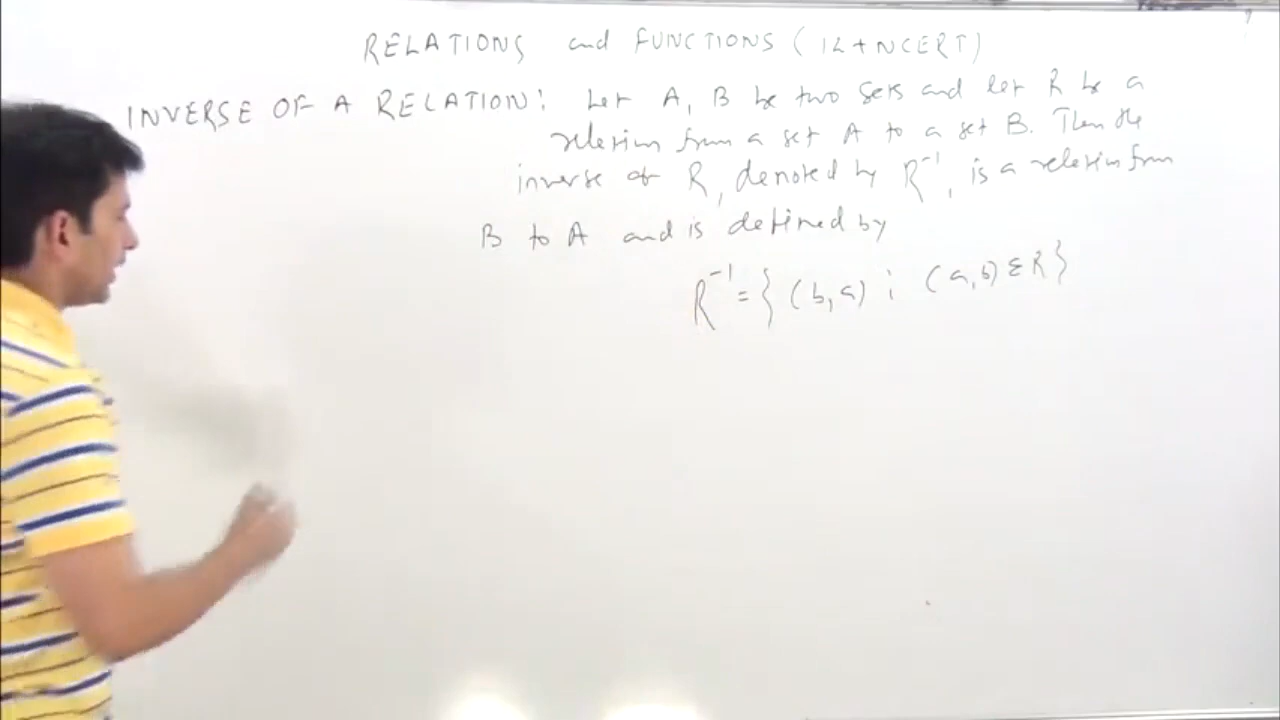 RELATIONS and FUNCTIONS (12 + NCERT)
INVERSE OF A RELATION: Let A, B be two sets and let R be a
relation from a set A to a set B. Then the
inverse of R, denoted by R⁻¹, is a relation from
B to A and is defined by
R⁻¹ = { (b,a) : (a,b) ∈ R }